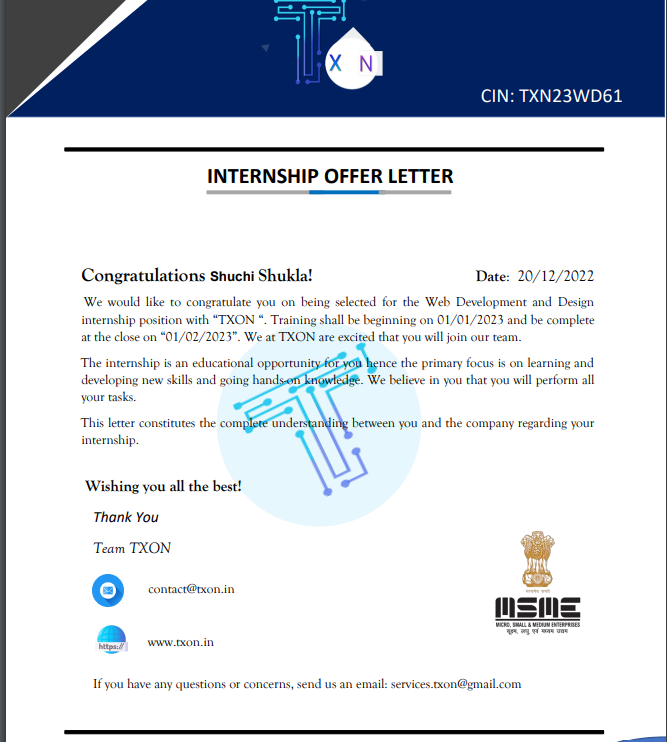 X N
CIN: TXN23WD61
INTERNSHIP OFFER LETTER
Congratulations Shuchi Shukla! Date: 20/12/2022
We would like to congratulate you on being selected for the Web Development and Design
internship position with “TXON “. Training shall be beginning on 01/01/2023 and be complete
at the close on “01/02/2023”. We at TXON are excited that you will join our team.
The internship is an educational opportunity for you hence the primary focus is on learning and
developing new skills and going hands-on knowledge. We believe in you that you will perform all
your tasks.
This letter constitutes the complete understanding between you and the company regarding your
internship.
Wishing you all the best!
Thank You
Team TXON
contact@txon.in
https://
www.txon.in
सत्यमेव जयते
MSME
MICRO, SMALL & MEDIUM ENTERPRISES
सूक्ष्म, लघु एवं मध्यम उद्यम
If you have any questions or concerns, send us an email: services.txon@gmail.com